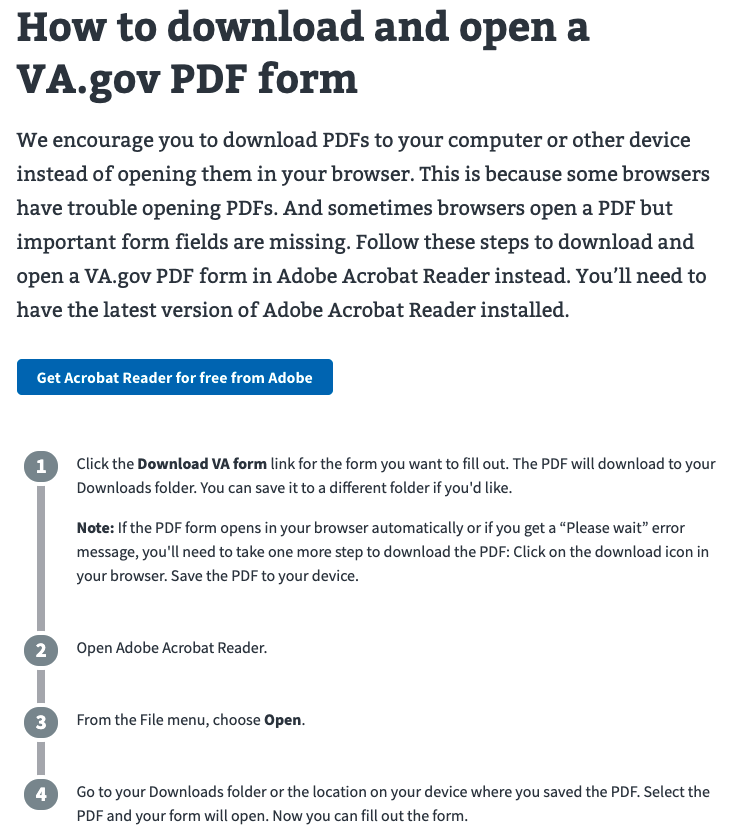 How to download and open a
VA.gov PDF form
We encourage you to download PDFs to your computer or other device
instead of opening them in your browser. This is because some browsers
have trouble opening PDFs. And sometimes browsers open a PDF but
important form fields are missing. Follow these steps to download and
open a VA.gov PDF form in Adobe Acrobat Reader instead. You’ll need to
have the latest version of Adobe Acrobat Reader installed.
Get Acrobat Reader for free from Adobe
1 Click the Download VA form link for the form you want to fill out. The PDF will download to your
Downloads folder. You can save it to a different folder if you'd like.
Note: If the PDF form opens in your browser automatically or if you get a “Please wait” error
message, you'll need to take one more step to download the PDF: Click on the download icon in
your browser. Save the PDF to your device.
2 Open Adobe Acrobat Reader.
3 From the File menu, choose Open.
4 Go to your Downloads folder or the location on your device where you saved the PDF. Select the
PDF and your form will open. Now you can fill out the form.